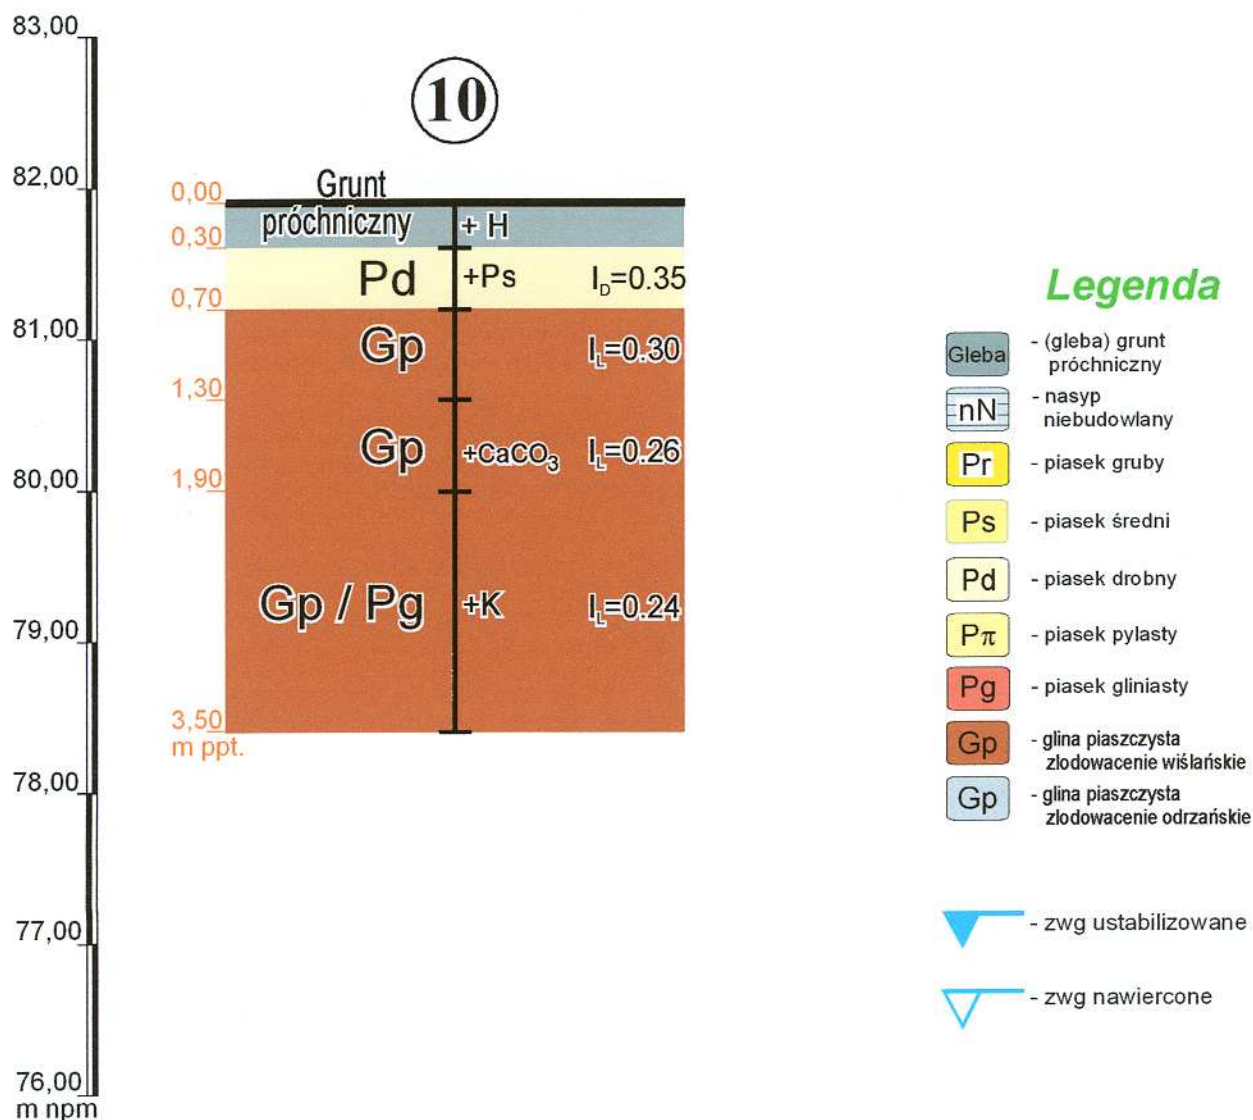 83,00
82,00
81,00
80,00
79,00
78,00
77,00
76,00
m npm
10
0,00
0,30
0,70
1,30
1,90
3,50
m ppt.
Grunt
próchniczny + H
Pd +Ps I_D=0.35
Gp I_L=0.30
Gp +CaCO₃ I_L=0.26
Gp / Pg +K I_L=0.24
Legenda
Gleba - (gleba) grunt
próchniczny
nN - nasyp
niebudowlany
Pr - piasek gruby
Ps - piasek średni
Pd - piasek drobny
Pπ - piasek pylasty
Pg - piasek gliniasty
Gp - glina piaszczysta
zlodowacenie wiślańskie
Gp - glina piaszczysta
zlodowacenie odrzańskie
- zwg ustabilizowane
- zwg nawiercone